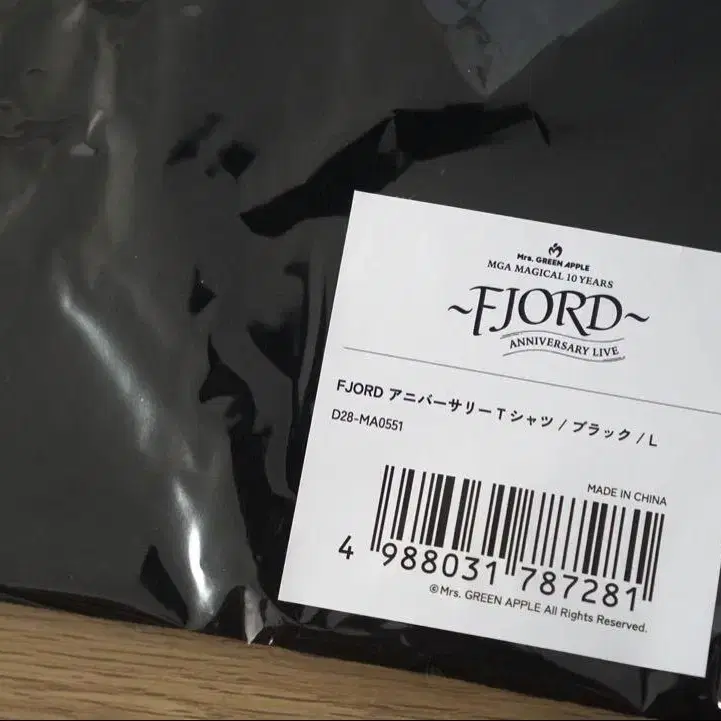 Mrs. GREEN APPLE
MGA MAGICAL 10 YEARS
~FJORD~
ANNIVERSARY LIVE
FJORD アニバーサリーTシャツ / ブラック / L
D28-MA0551
MADE IN CHINA
4 988031 787281
©Mrs. GREEN APPLE All Rights Reserved.